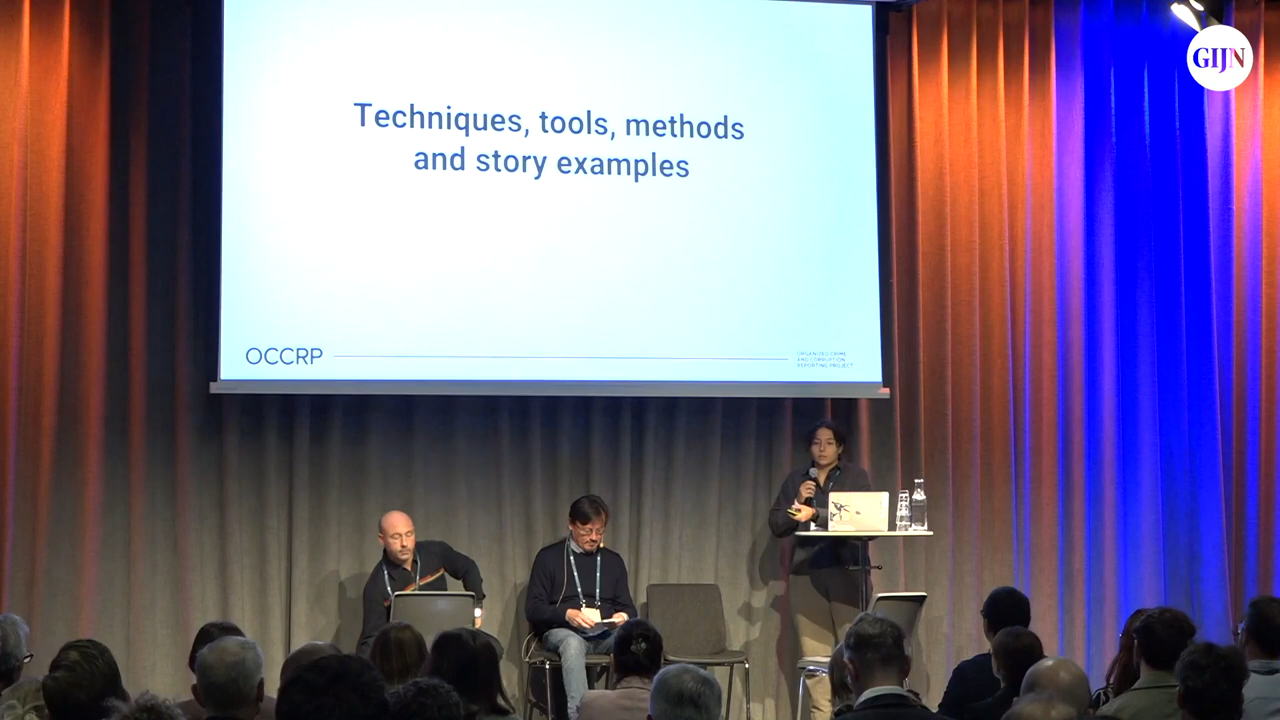 GIJN
Techniques, tools, methods
and story examples
OCCRP
ORGANIZED CRIME
AND CORRUPTION
REPORTING PROJECT